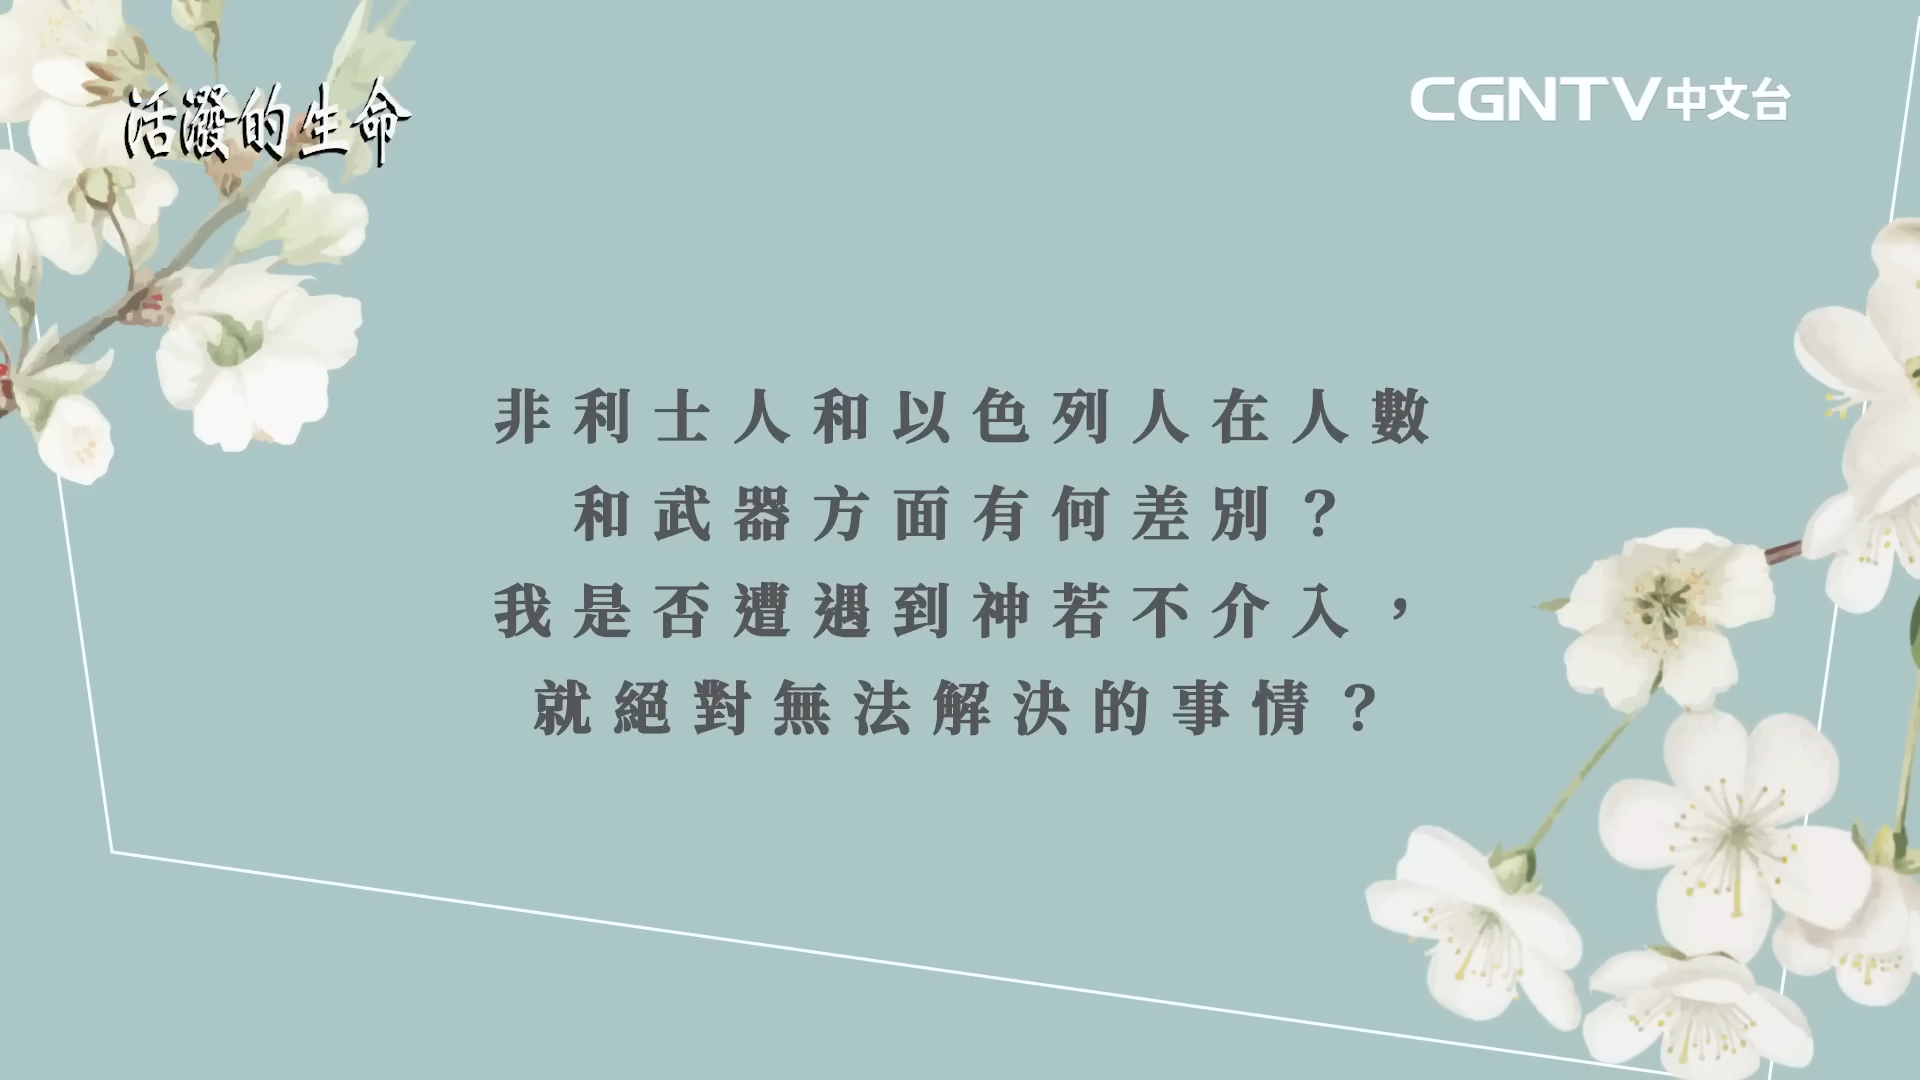 活潑的生命
CGNTV中文台
非利士人和以色列人在人數
和武器方面有何差別？
我是否遭遇到神若不介入，
就絕對無法解決的事情？